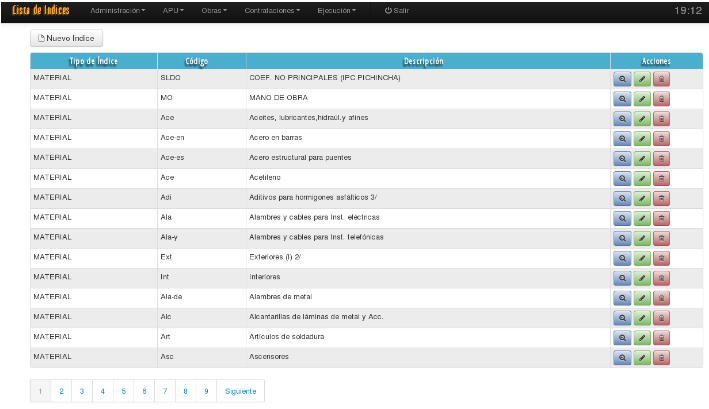 Lista de Indices Administración APU Obras Contrataciones Ejecución Salir 19:12
Nuevo Indice
Tipo de Índice Código Descripción Acciones
MATERIAL SLDO COEF. NO PRINCIPALES (IPC PICHINCHA)
MATERIAL MO MANO DE OBRA
MATERIAL Ace Aceites, lubricantes,hidraúl.y afines
MATERIAL Ace-en Acero en barras
MATERIAL Ace-es Acero estructural para puentes
MATERIAL Ace Acetileno
MATERIAL Adi Aditivos para hormigones asfálticos 3/
MATERIAL Ala Alambres y cables para Inst. eléctricas
MATERIAL Ala-y Alambres y cables para Inst. telefónicas
MATERIAL Ext Exteriores (I) 2/
MATERIAL Int Interiores
MATERIAL Ala-de Alambres de metal
MATERIAL Alc Alcantarillas de láminas de metal y Acc.
MATERIAL Art Artículos de soldadura
MATERIAL Asc Ascensores
1 2 3 4 5 6 7 8 9 Siguiente